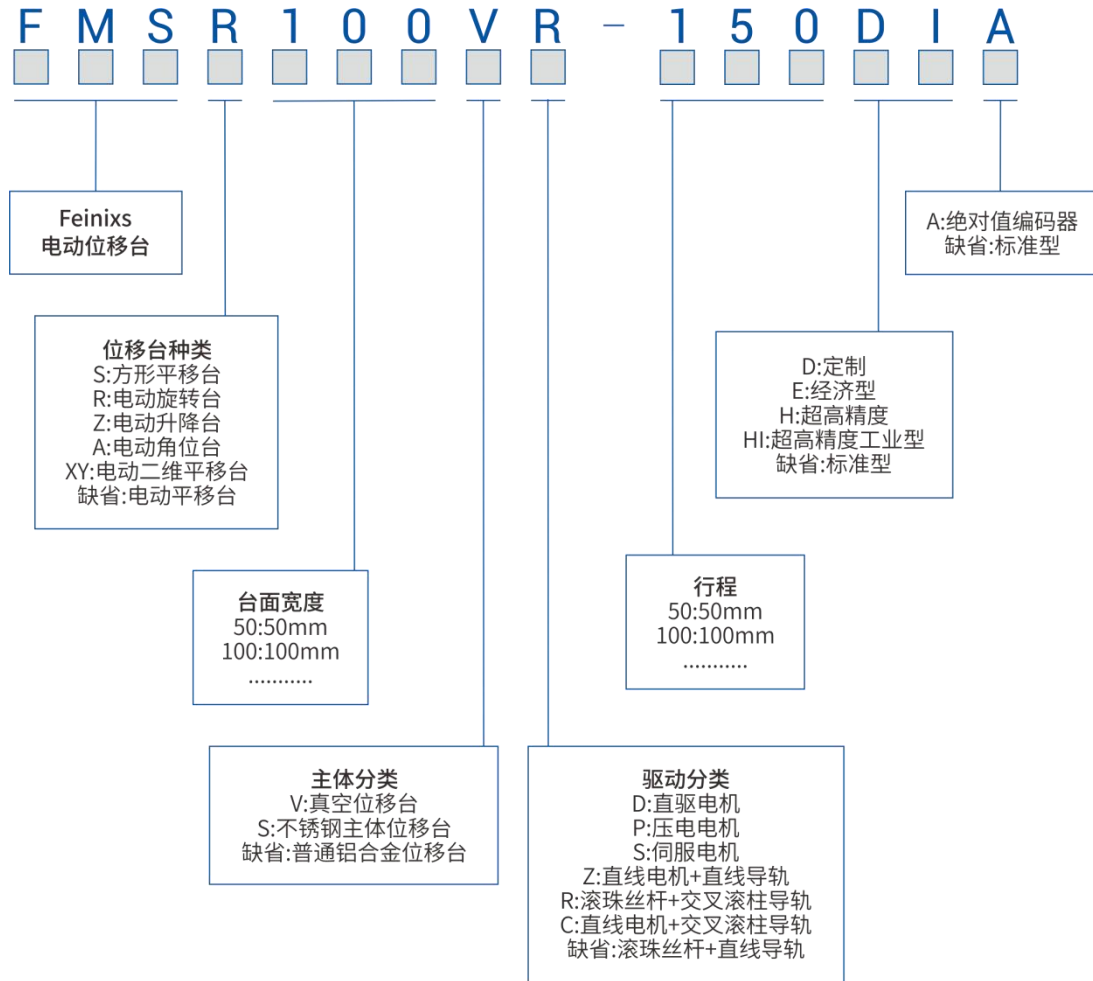 FMSR100VR-150DIA
Feinixs
电动位移台
A:绝对值编码器
缺省:标准型
位移台种类
S:方形平移台
R:电动旋转台
Z:电动升降台
A:电动角位台
XY:电动二维平移台
缺省:电动平移台
D:定制
E:经济型
H:超高精度
HI:超高精度工业型
缺省:标准型
台面宽度
50:50mm
100:100mm
...........
行程
50:50mm
100:100mm
...........
主体分类
V:真空位移台
S:不锈钢主体位移台
缺省:普通铝合金位移台
驱动分类
D:直驱电机
P:压电电机
S:伺服电机
Z:直线电机+直线导轨
R:滚珠丝杆+交叉滚柱导轨
C:直线电机+交叉滚柱导轨
缺省:滚珠丝杆+直线导轨